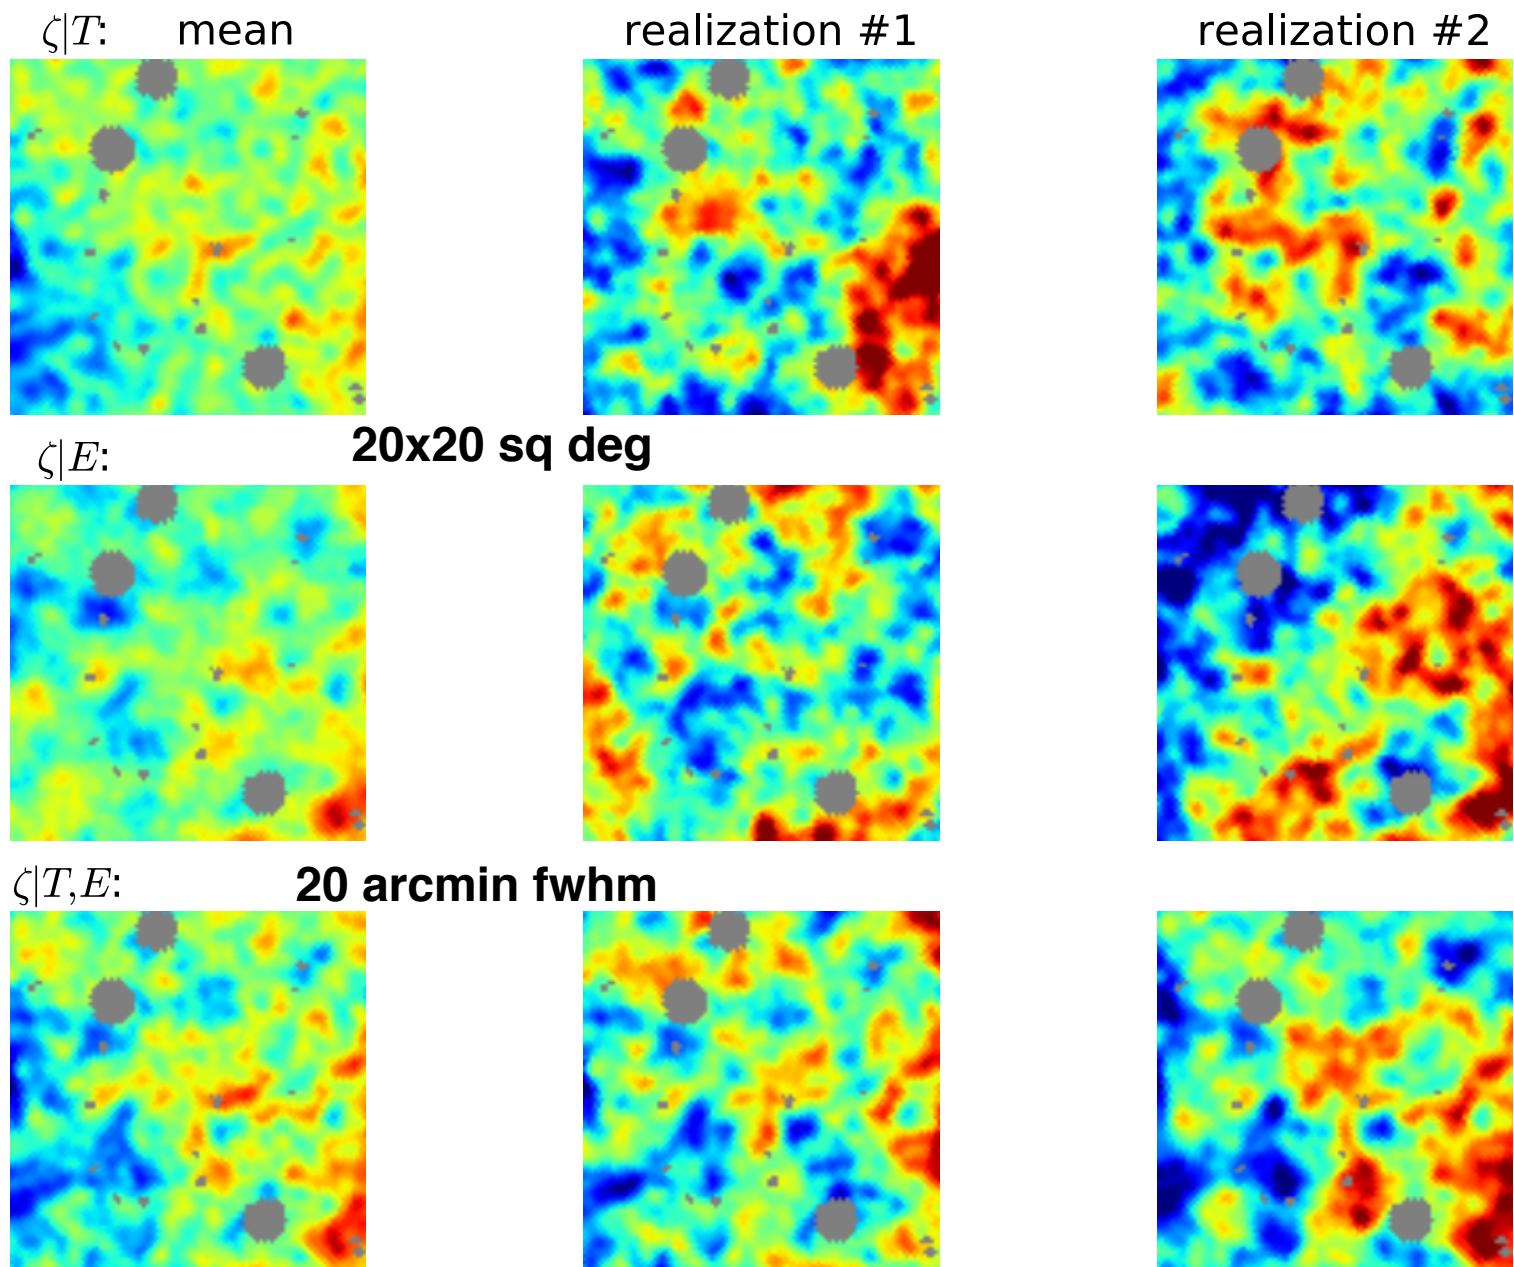 ζ|T: mean realization #1 realization #2
ζ|E: 20x20 sq deg
ζ|T,E: 20 arcmin fwhm